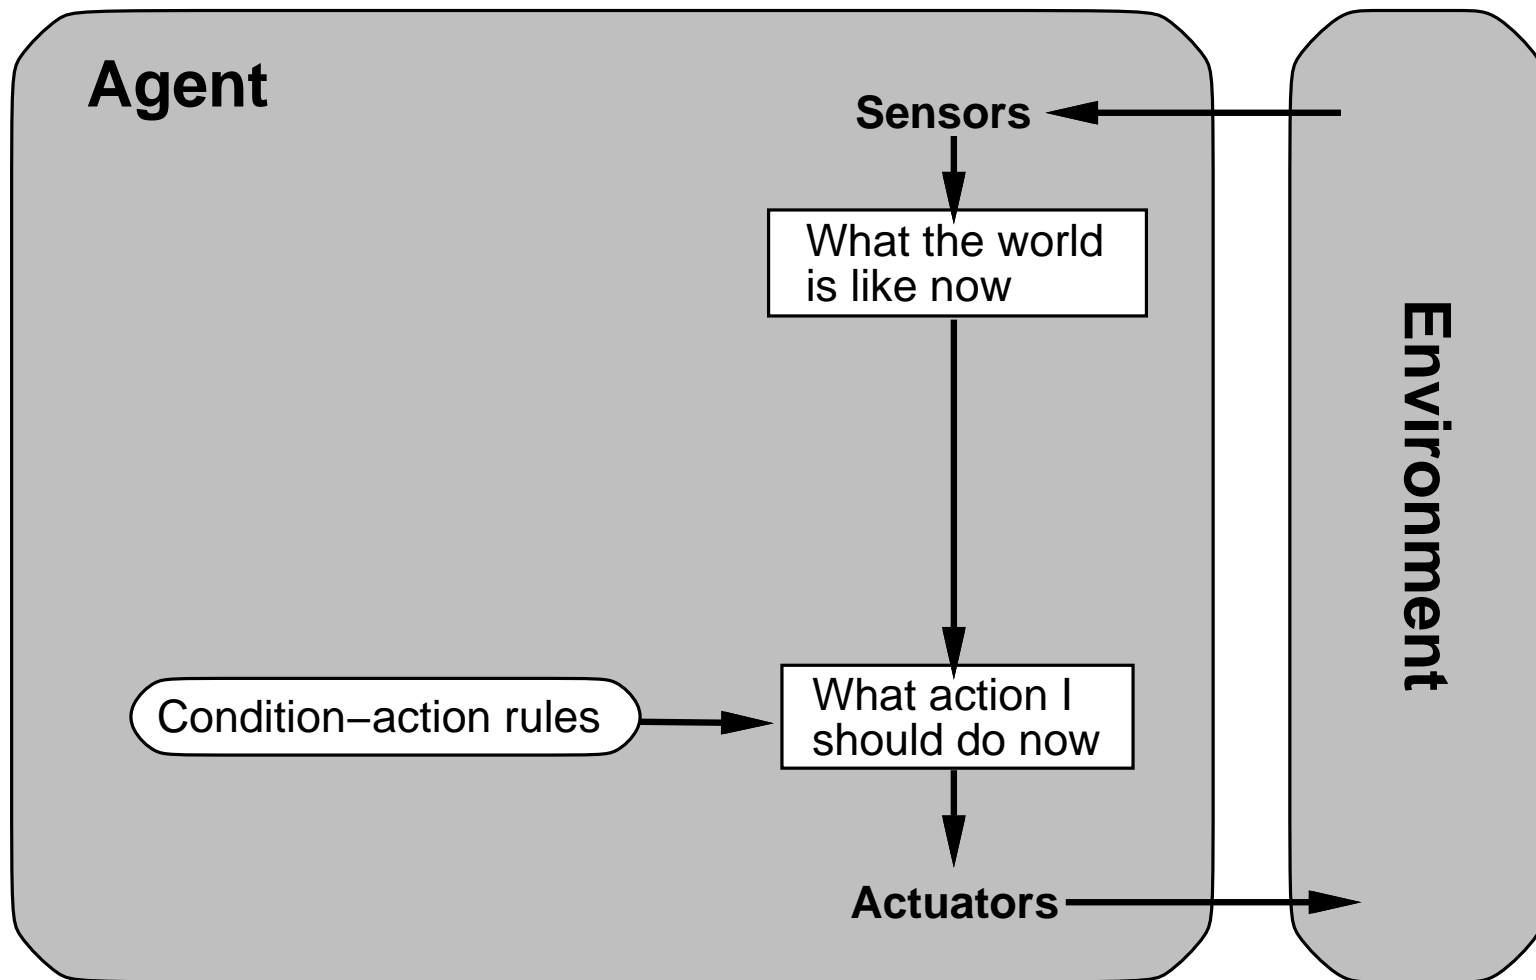 Agent
Sensors
What the world
is like now
Environment
Condition−action rules
What action I
should do now
Actuators